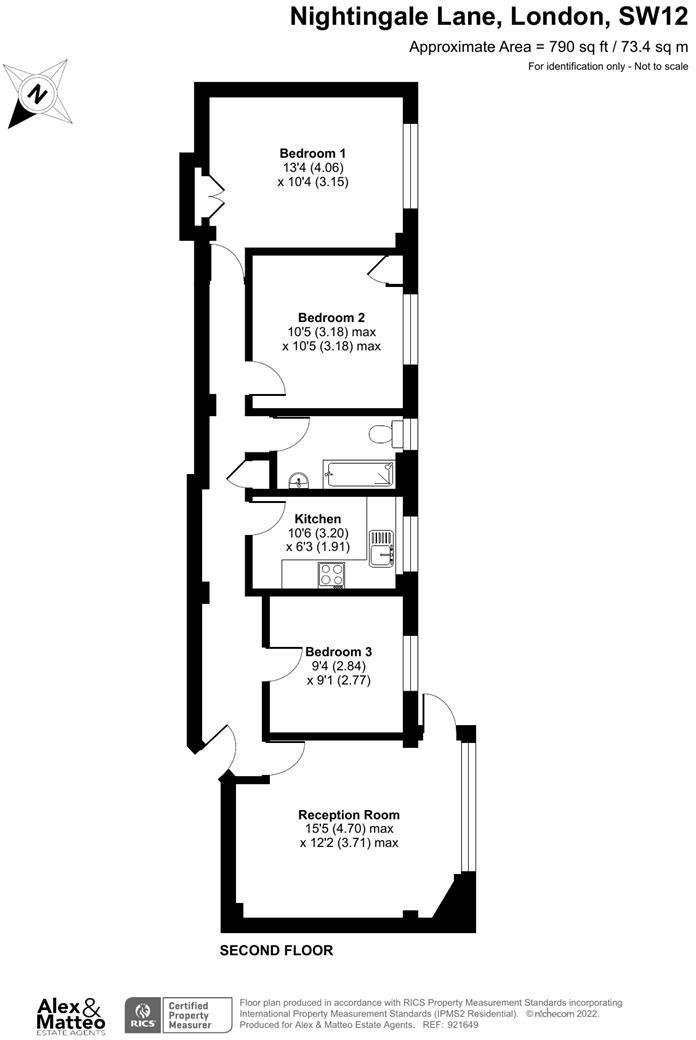 Nightingale Lane, London, SW12
Approximate Area = 790 sq ft / 73.4 sq m
For identification only - Not to scale
N
Bedroom 1
13'4 (4.06)
x 10'4 (3.15)
Bedroom 2
10'5 (3.18) max
x 10'5 (3.18) max
Kitchen
10'6 (3.20)
x 6'3 (1.91)
Bedroom 3
9'4 (2.84)
x 9'1 (2.77)
Reception Room
15'5 (4.70) max
x 12'2 (3.71) max
SECOND FLOOR
Alex &
Matteo
ESTATE AGENTS
RICS
Certified
Property
Measurer
Floor plan produced in accordance with RICS Property Measurement Standards incorporating
International Property Measurement Standards (IPMS2 Residential). © nichecom 2022.
Produced for Alex & Matteo Estate Agents. REF: 921649